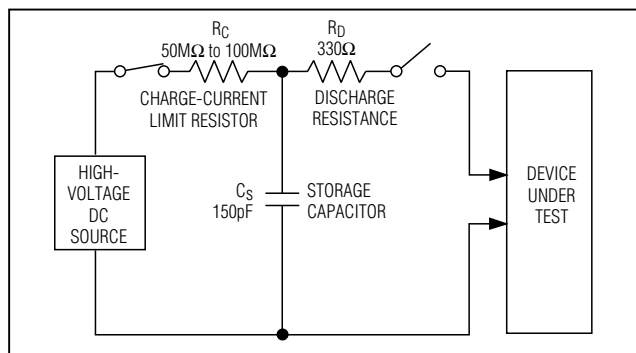 RC
50MΩ to 100MΩ
CHARGE-CURRENT
LIMIT RESISTOR
RD
330Ω
DISCHARGE
RESISTANCE
HIGH-
VOLTAGE
DC
SOURCE
CS
150pF
STORAGE
CAPACITOR
DEVICE
UNDER
TEST